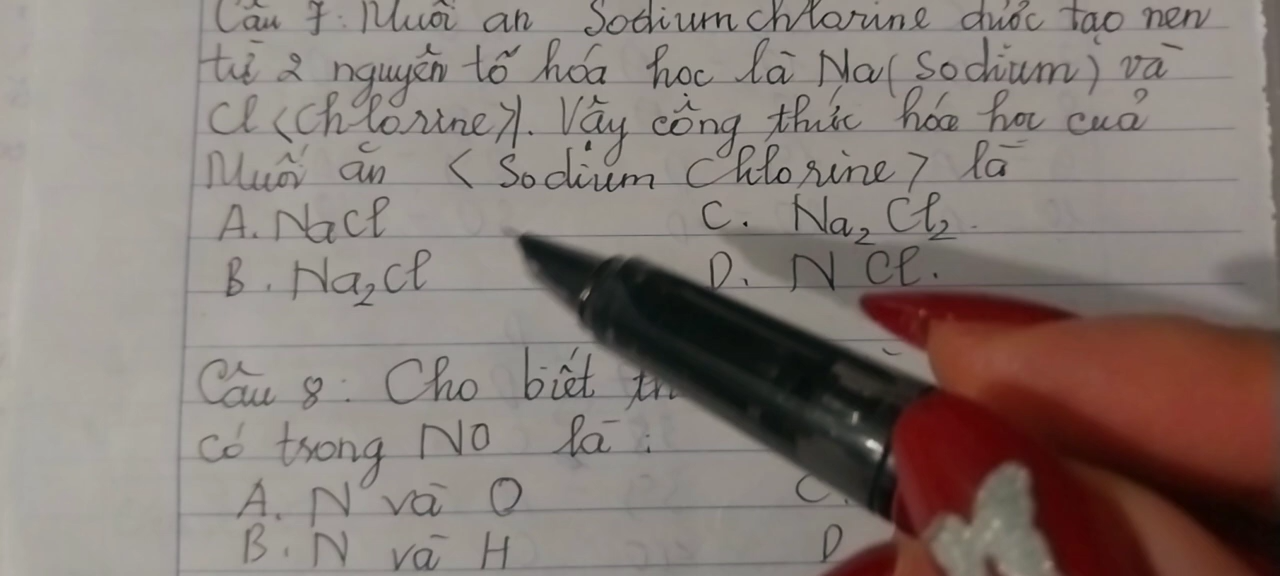 Câu 7: Muối ăn Sodium chlorine được tạo nên
từ 2 nguyên tố hóa học là Na (Sodium) và
Cl <Chlorine>. Vậy công thức hóa học của
Muối ăn <Sodium Chlorine> là
A. NaCl C. Na₂Cl₂.
B. Na₂Cl D. NCl.
Câu 8: Cho biết
có trong NO là:
A. N và O C.
B. N và H D